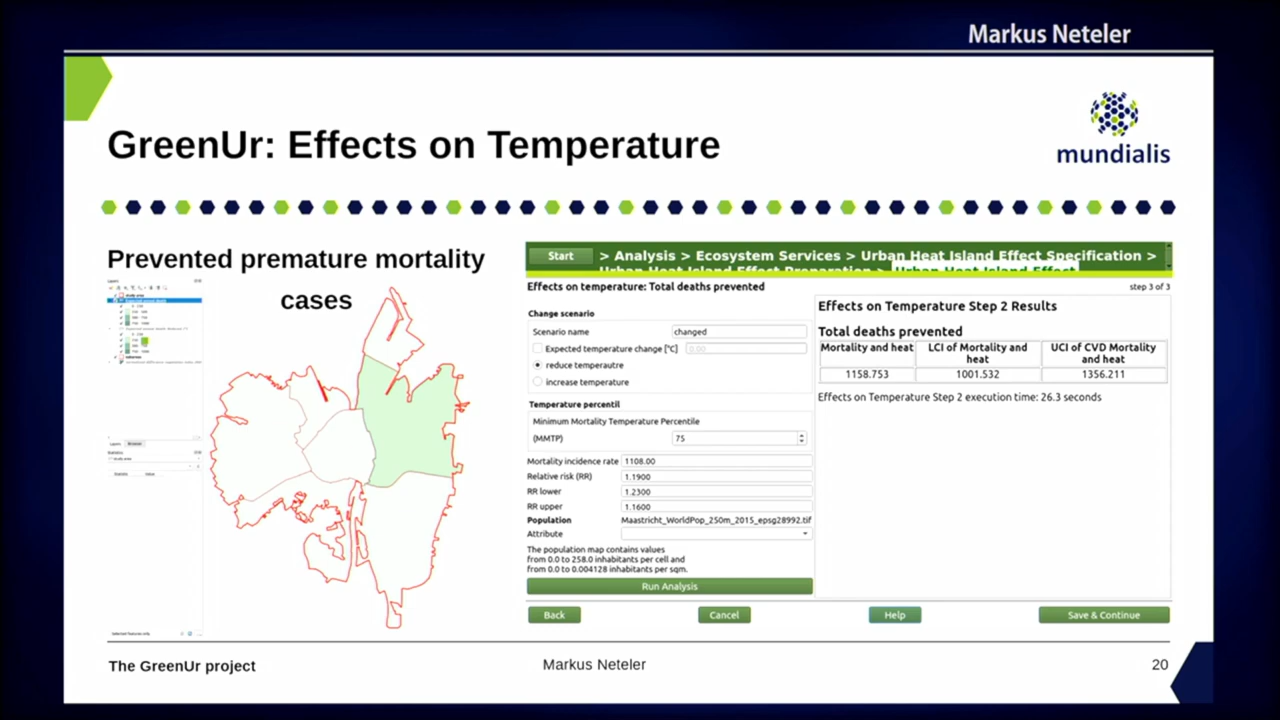 Markus Neteler
GreenUr: Effects on Temperature
mundialis
Prevented premature mortality
cases
Start
> Analysis > Ecosystem Services > Urban Heat Island Effect Specification >
Urban Heat Island Effect Preparation > Urban Heat Island Effect
Effects on temperature: Total deaths prevented
step 3 of 3
Change scenario
Scenario name changed
Expected temperature change [°C] 0.00
reduce temperautre
increase temperature
Temperature percentil
Minimum Mortality Temperature Percentile
(MMTP) 75
Mortality incidence rate 1108.00
Relative risk (RR) 1.1900
RR lower 1.2300
RR upper 1.1600
Population Maastricht_WorldPop_250m_2015_epsg28992.tif
Attribute
The population map contains values
from 0.0 to 258.0 inhabitants per cell and
from 0.0 to 0.004128 inhabitants per sqm.
Run Analysis
Effects on Temperature Step 2 Results
Total deaths prevented
Mortality and heat LCI of Mortality and heat UCI of CVD Mortality and heat
1158.753 1001.532 1356.211
Effects on Temperature Step 2 execution time: 26.3 seconds
Back Cancel Help Save & Continue
The GreenUr project
Markus Neteler
20